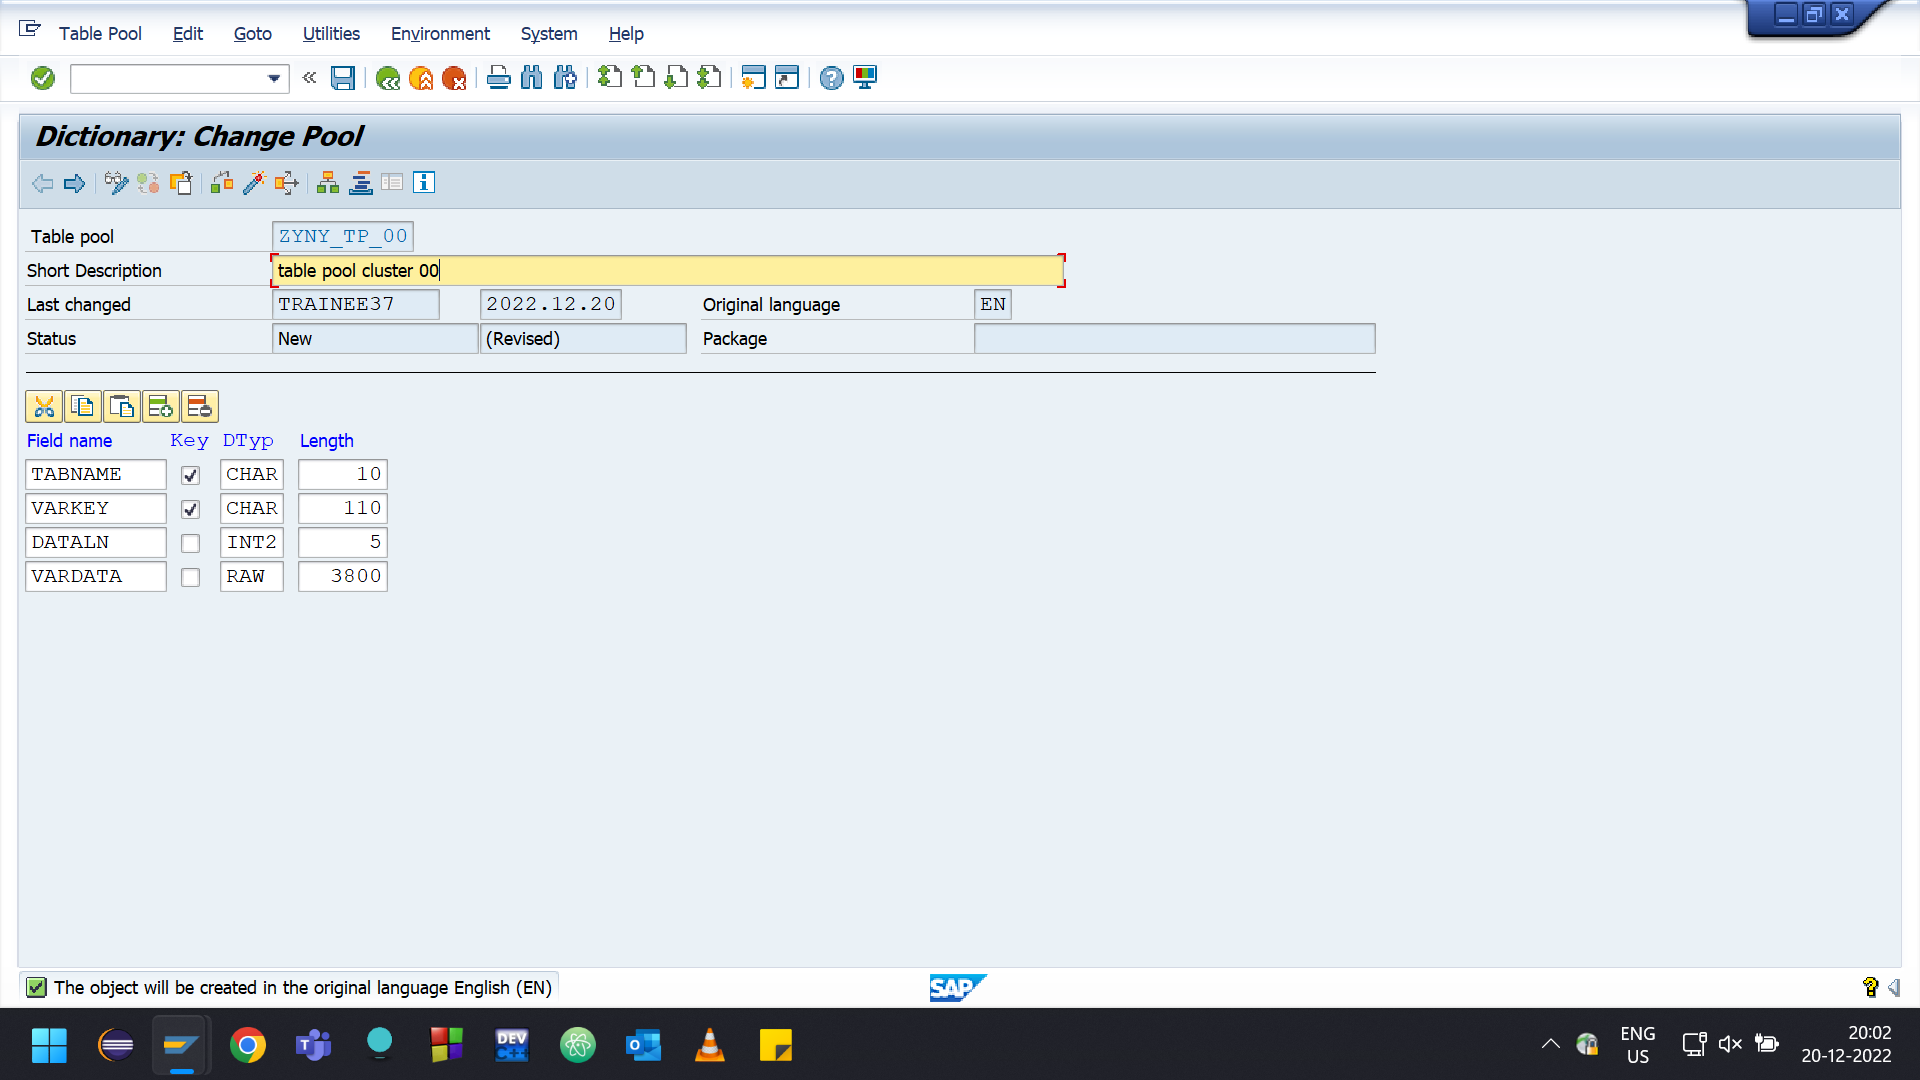 Table Pool Edit Goto Utilities Environment System Help
Dictionary: Change Pool
Table pool ZYNY_TP_00
Short Description table pool cluster 00
Last changed TRAINEE37 2022.12.20 Original language EN
Status New (Revised) Package
Field name Key DTyp Length
TABNAME CHAR 10
VARKEY CHAR 110
DATALN INT2 5
VARDATA RAW 3800
The object will be created in the original language English (EN)
SAP
DEV C++
ENG
US
20:02
20-12-2022